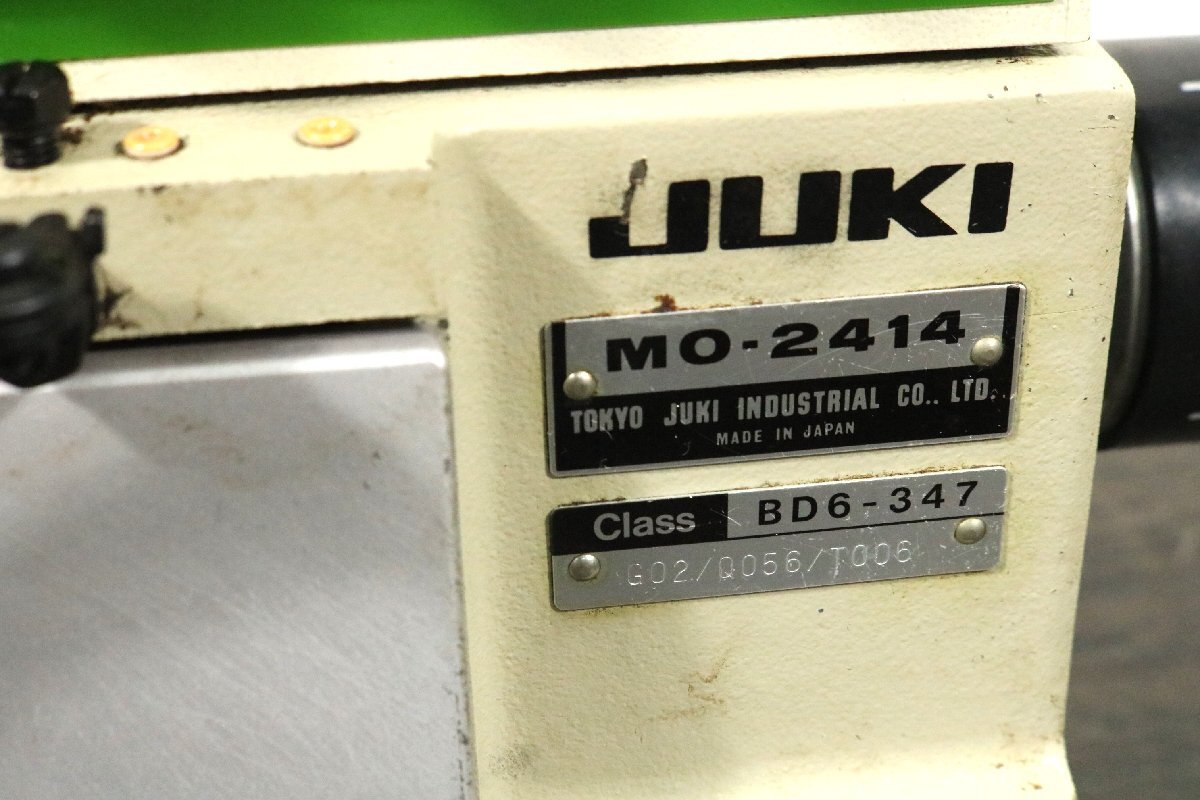 JUKI
MO-2414
TOKYO JUKI INDUSTRIAL CO., LTD.
MADE IN JAPAN
Class BD6-347
G02/Q056/T006